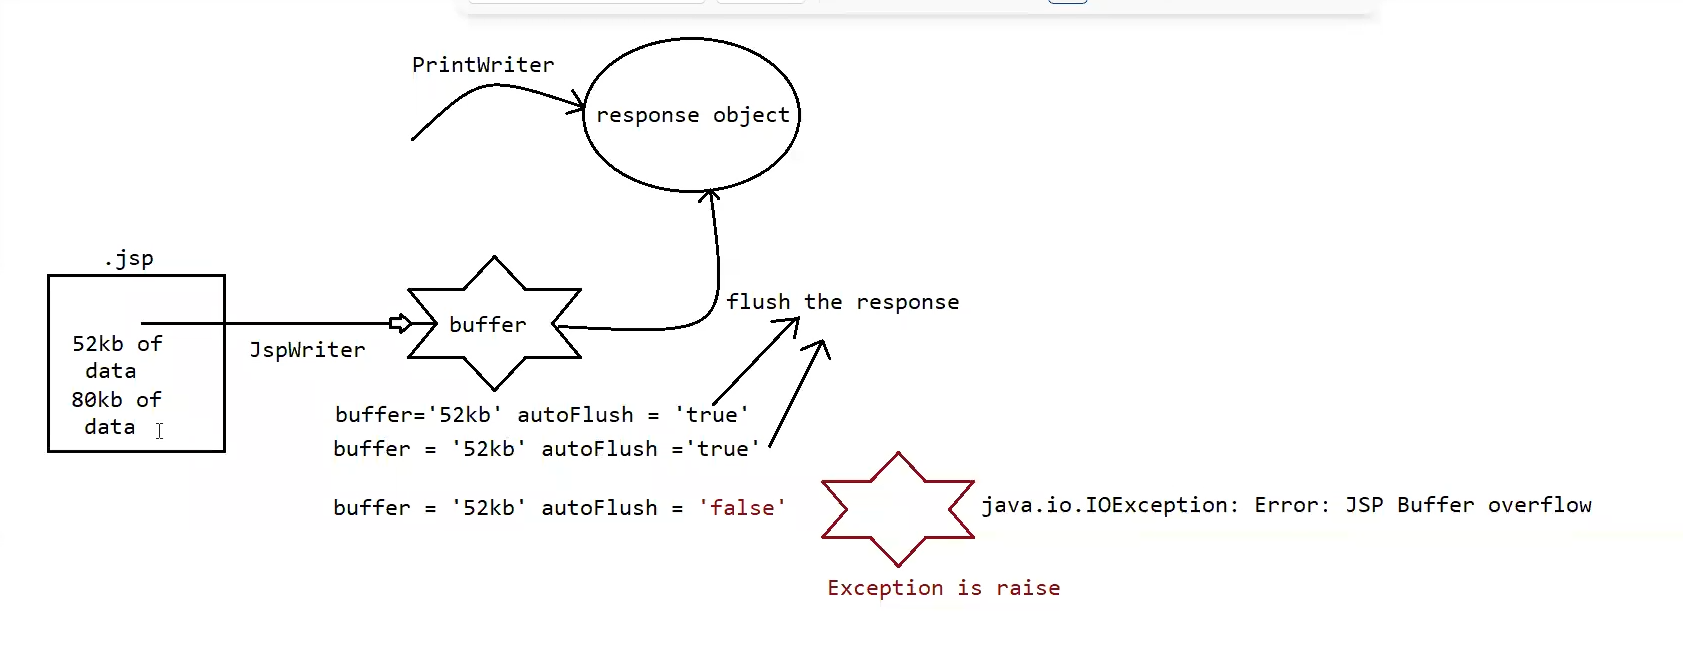 PrintWriter
response object
.jsp
52kb of
data
80kb of
data
JspWriter
buffer
flush the response
buffer='52kb' autoFlush = 'true'
buffer = '52kb' autoFlush ='true'
buffer = '52kb' autoFlush = 'false'
java.io.IOException: Error: JSP Buffer overflow
Exception is raise